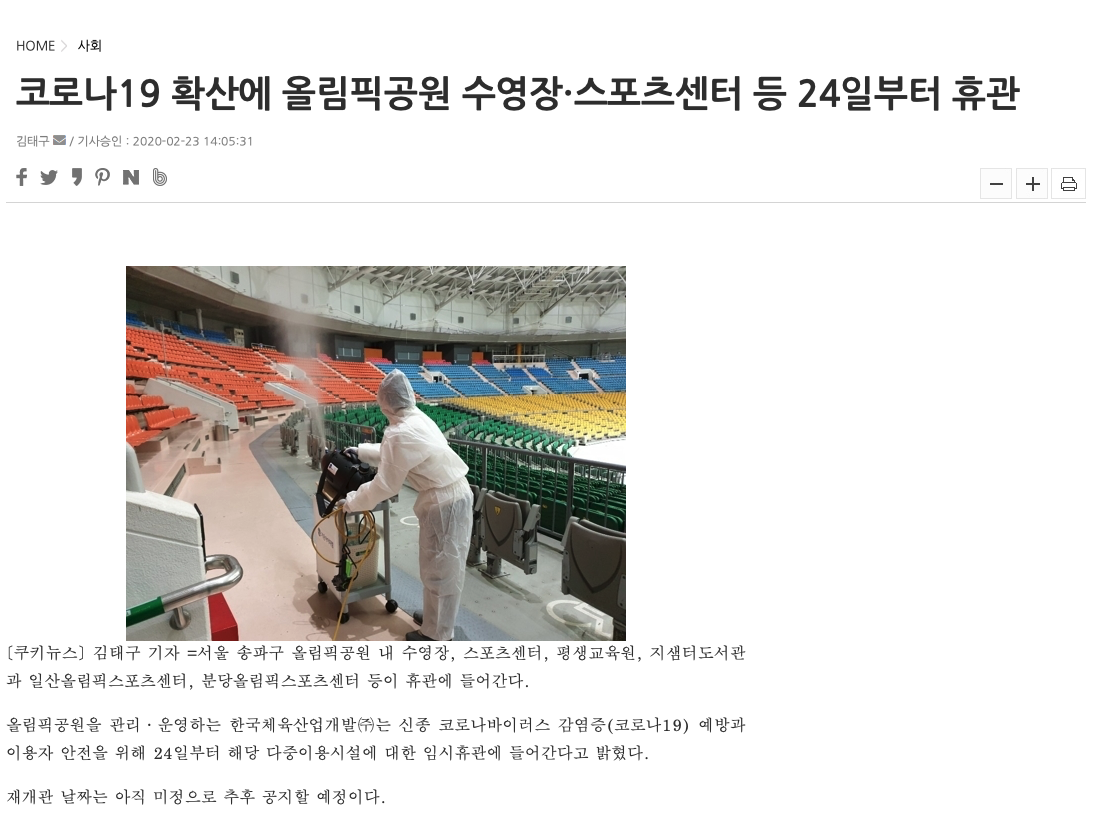 HOME > 사회
코로나19 확산에 올림픽공원 수영장·스포츠센터 등 24일부터 휴관
김태구 / 기사승인 : 2020-02-23 14:05:31
[쿠키뉴스] 김태구 기자 =서울 송파구 올림픽공원 내 수영장, 스포츠센터, 평생교육원, 지샘터도서관
과 일산올림픽스포츠센터, 분당올림픽스포츠센터 등이 휴관에 들어간다.
올림픽공원을 관리·운영하는 한국체육산업개발㈜는 신종 코로나바이러스 감염증(코로나19) 예방과
이용자 안전을 위해 24일부터 해당 다중이용시설에 대한 임시휴관에 들어간다고 밝혔다.
재개관 날짜는 아직 미정으로 추후 공지할 예정이다.